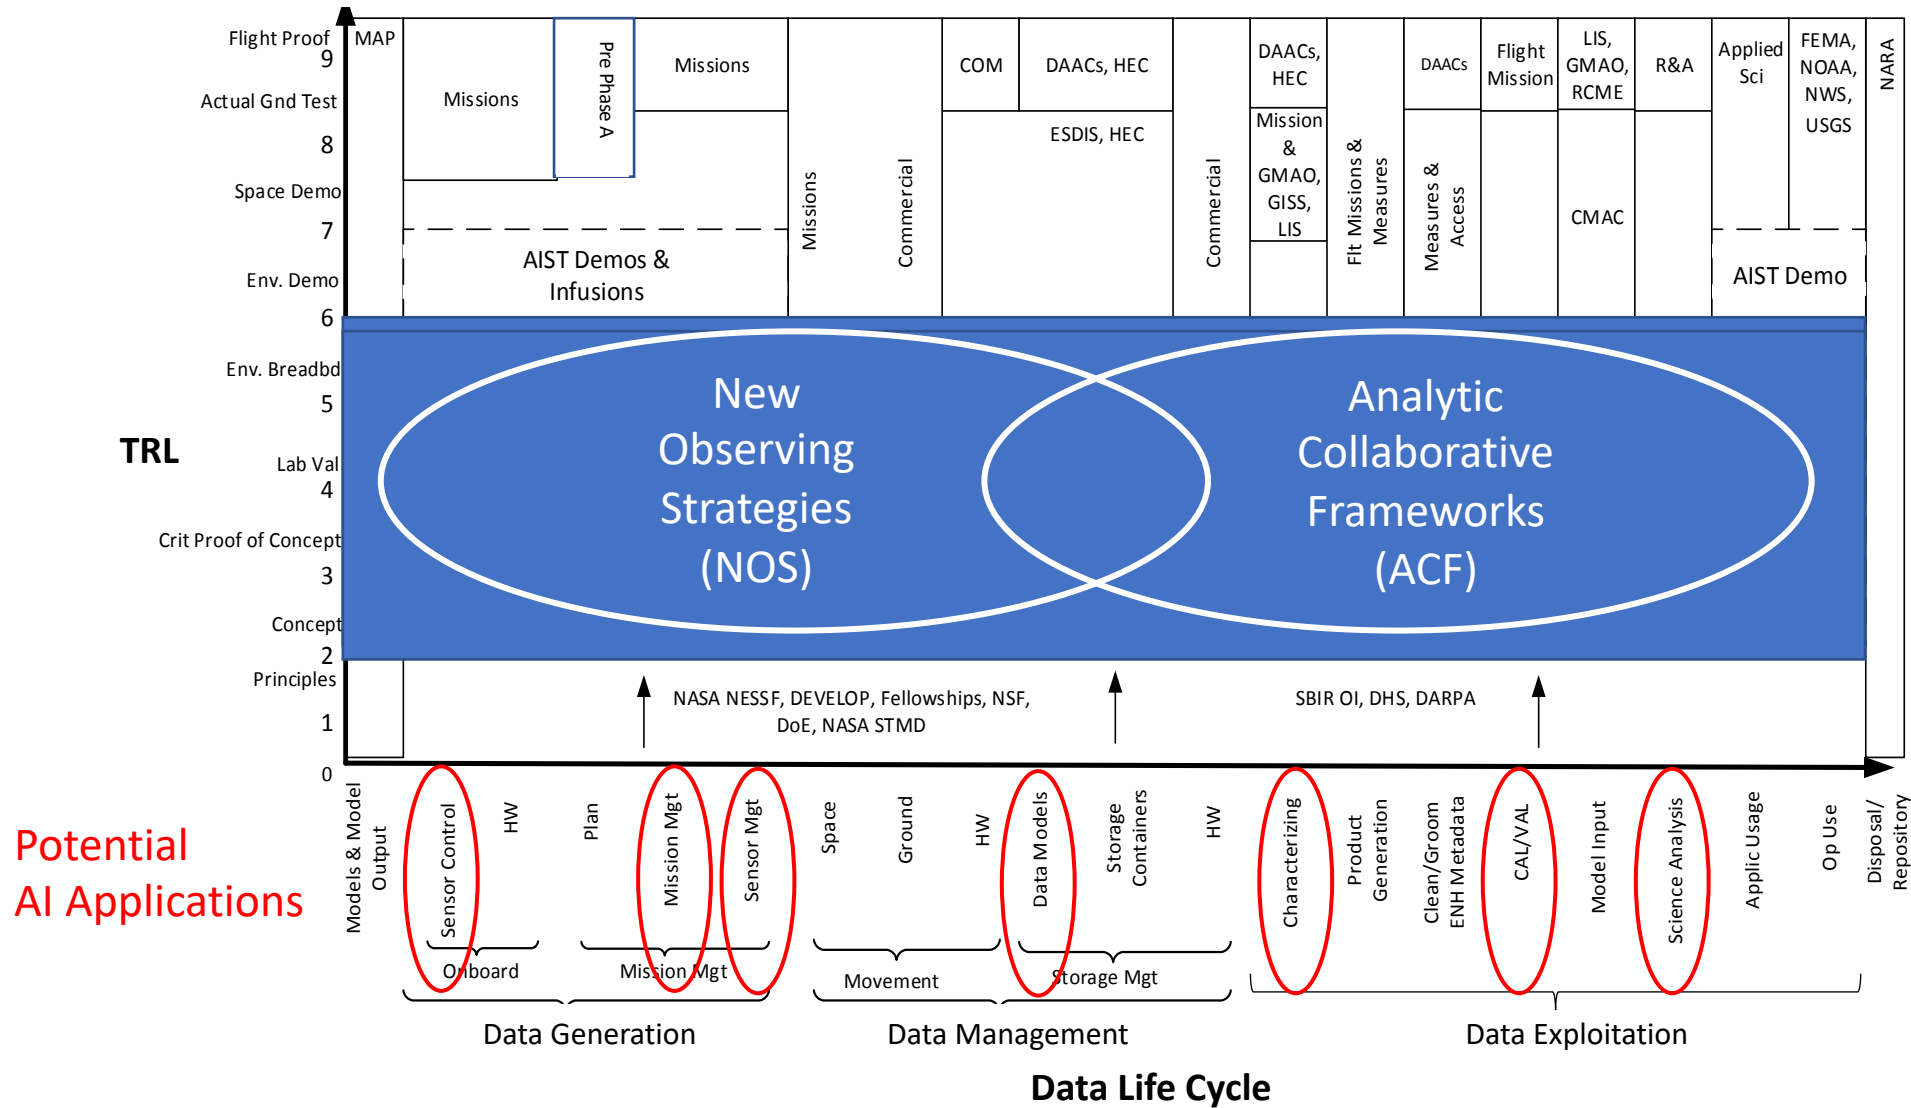 Flight Proof
9
Actual Gnd Test
8
Space Demo
7
Env. Demo
6
Env. Breadbd
5
TRL
Lab Val
4
Crit Proof of Concept
3
Concept
2
Principles
1
0
MAP
Missions
Pre Phase A
Missions
Missions
Commercial
COM
DAACs, HEC
ESDIS, HEC
Commercial
DAACs,
HEC
Mission
&
GMAO,
GISS,
LIS
Flt Missions &
Measures
DAACs
Measures &
Access
Flight
Mission
LIS,
GMAO,
RCME
CMAC
R&A
Applied
Sci
FEMA,
NOAA,
NWS,
USGS
NARA
AIST Demos &
Infusions
AIST Demo
New
Observing
Strategies
(NOS)
Analytic
Collaborative
Frameworks
(ACF)
NASA NESSF, DEVELOP, Fellowships, NSF,
DoE, NASA STMD
SBIR OI, DHS, DARPA
Potential
AI Applications
Models & Model
Output
Sensor Control
HW
Plan
Mission Mgt
Sensor Mgt
Space
Ground
HW
Data Models
Storage
Containers
HW
Characterizing
Product
Generation
Clean/Groom
ENH Metadata
CAL/VAL
Model Input
Science Analysis
Applic Usage
Op Use
Disposal/
Repository
Onboard
Mission Mgt
Movement
Storage Mgt
Data Generation
Data Management
Data Exploitation
Data Life Cycle